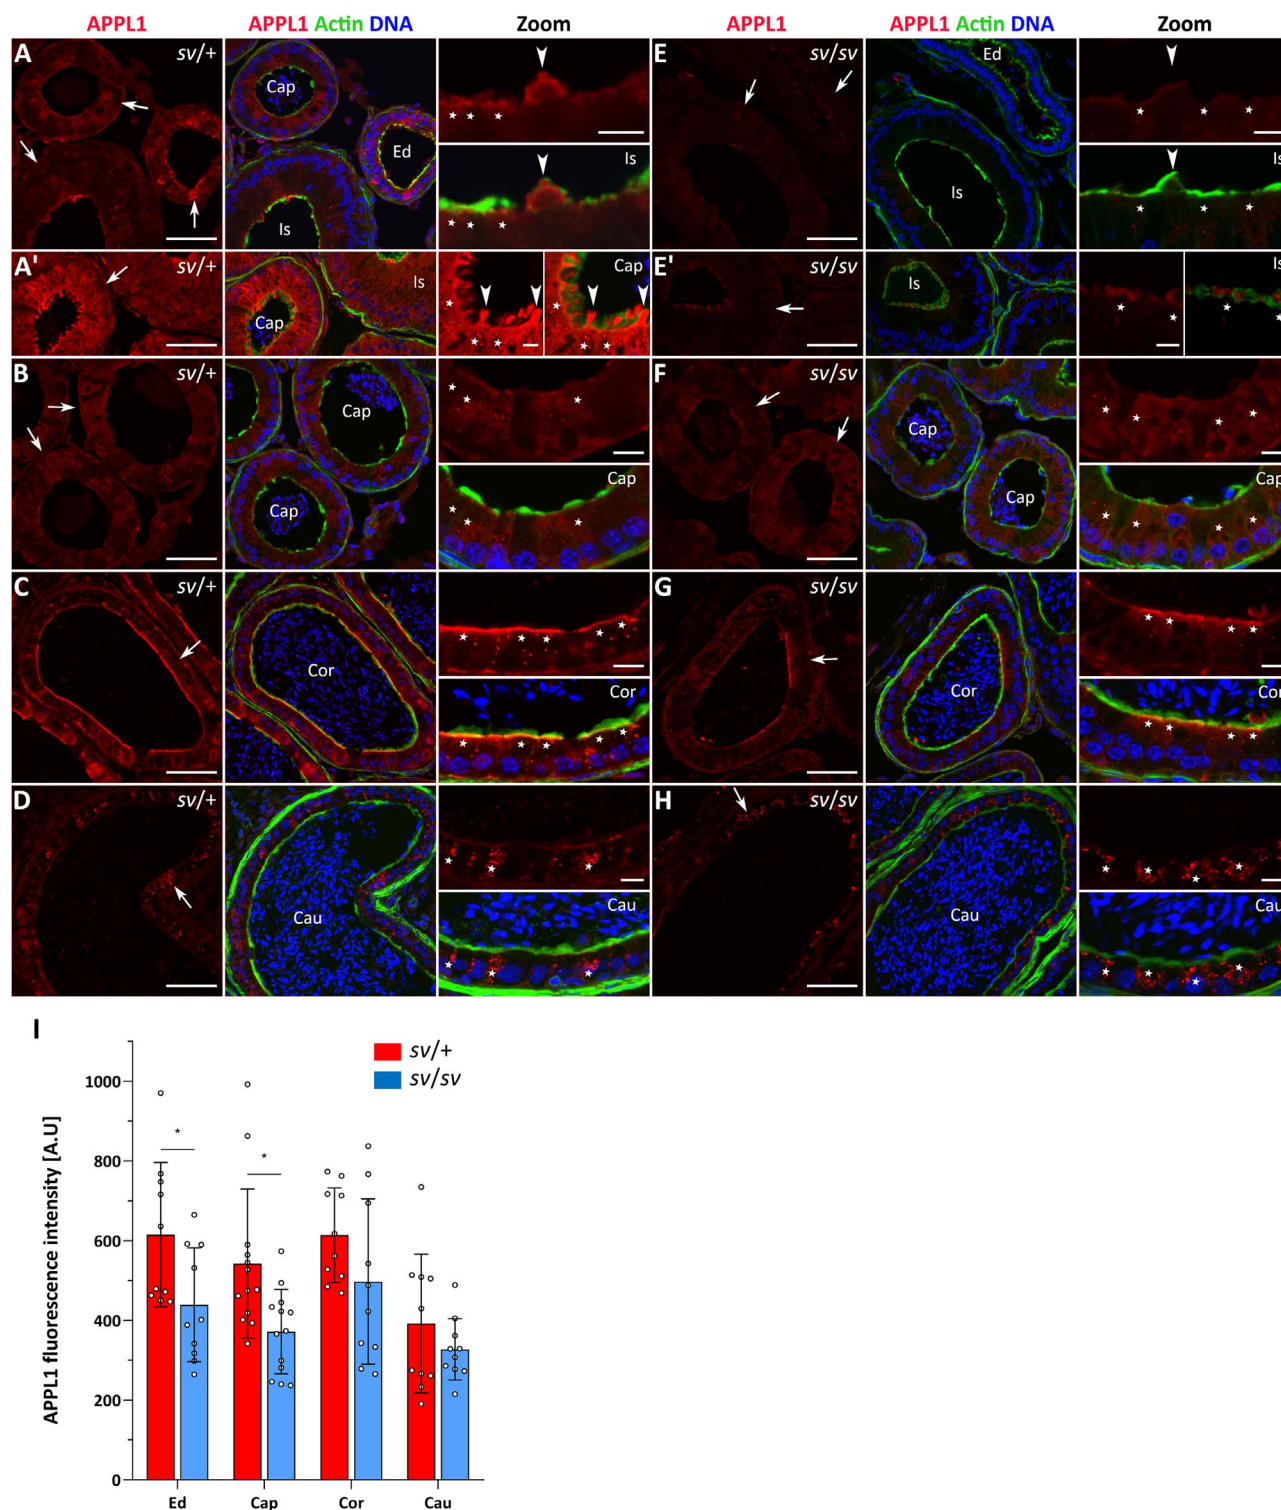 APPL1 APPL1 Actin DNA Zoom APPL1 APPL1 Actin DNA Zoom
A sv/+ Cap Ed Is Is E sv/sv Ed Is Is
A' sv/+ Cap Is Cap E' sv/sv Is Is
B sv/+ Cap Cap Cap F sv/sv Cap Cap Cap
C sv/+ Cor Cor G sv/sv Cor Cor
D sv/+ Cau Cau H sv/sv Cau Cau
I
sv/+
sv/sv
APPL1 fluorescence intensity [A.U]
1000
800
600
400
200
0
* *
Ed Cap Cor Cau